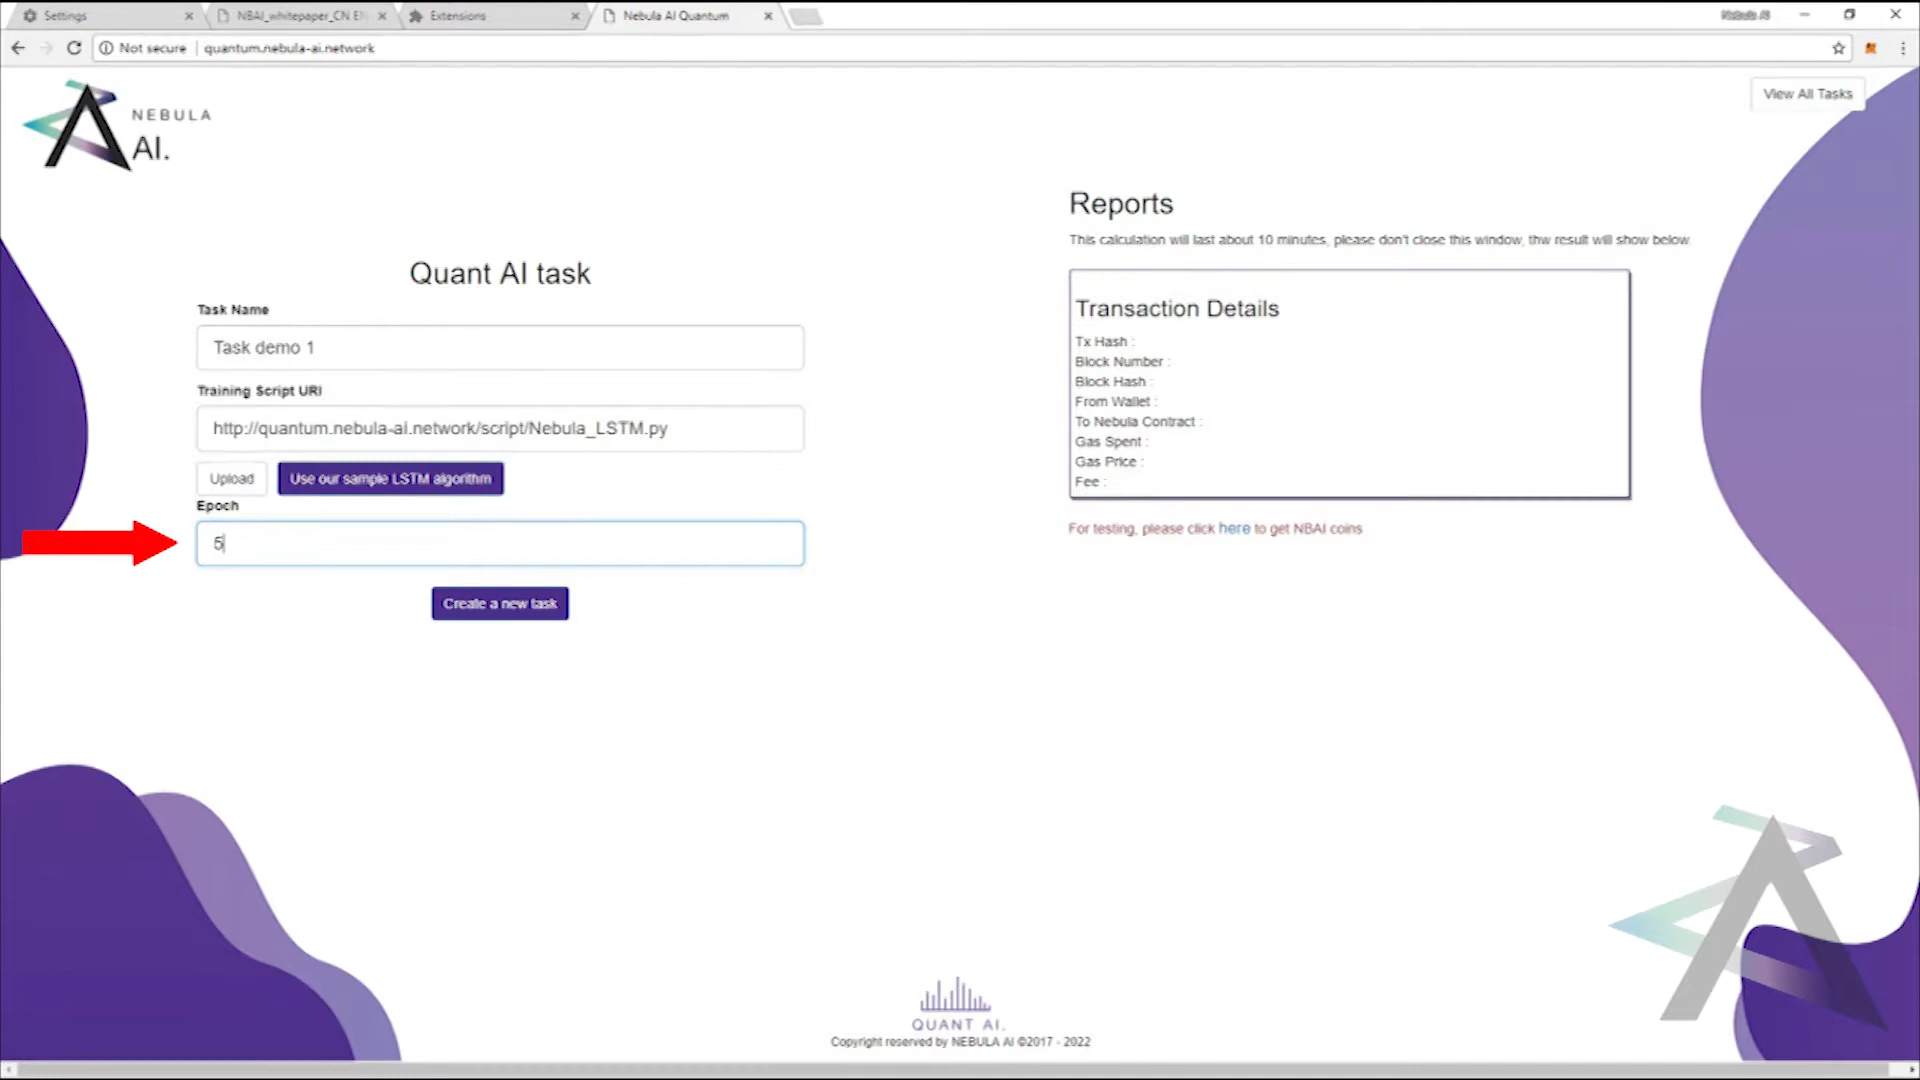 Settings
NBAI_whitepaper_CN EN
Extensions
Nebula AI Quantum
Nebula AI
Not secure
quantum.nebula-ai.network
NEBULA
AI.
View All Tasks
Quant AI task
Task Name
Task demo 1
Training Script URI
http://quantum.nebula-ai.network/script/Nebula_LSTM.py
Upload
Use our sample LSTM algorithm
Epoch
5
Create a new task
Reports
This calculation will last about 10 minutes, please don't close this window, thw result will show below.
Transaction Details
Tx Hash :
Block Number :
Block Hash :
From Wallet :
To Nebula Contract :
Gas Spent :
Gas Price :
Fee :
For testing, please click here to get NBAI coins
QUANT AI.
Copyright reserved by NEBULA AI ©2017 - 2022